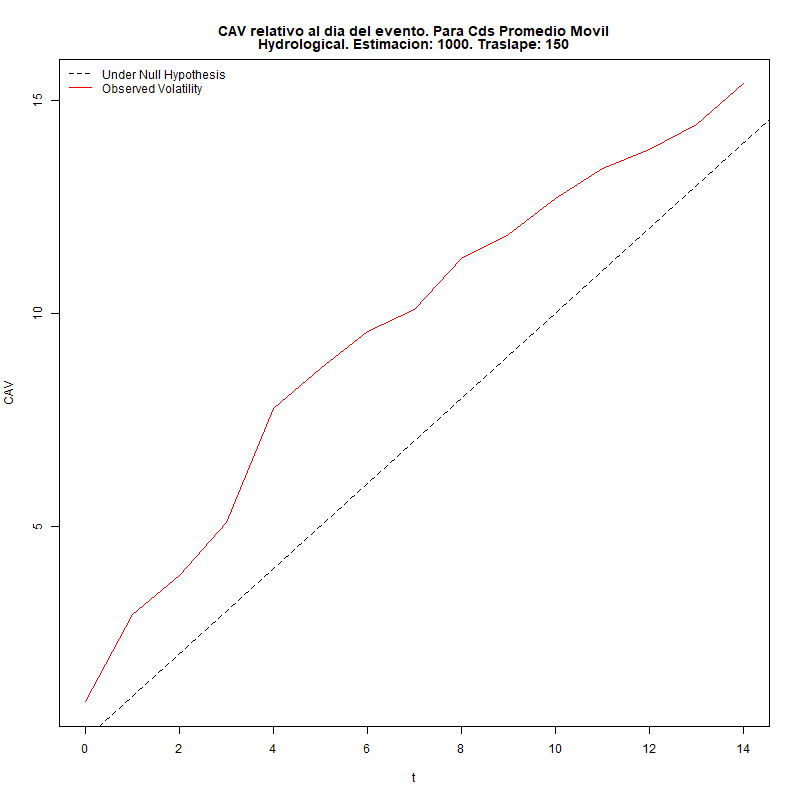 CAV relativo al dia del evento. Para Cds Promedio Movil
Hydrological. Estimacion: 1000. Traslape: 150
Under Null Hypothesis
Observed Volatility
15
10
5
CAV
0 2 4 6 8 10 12 14
t